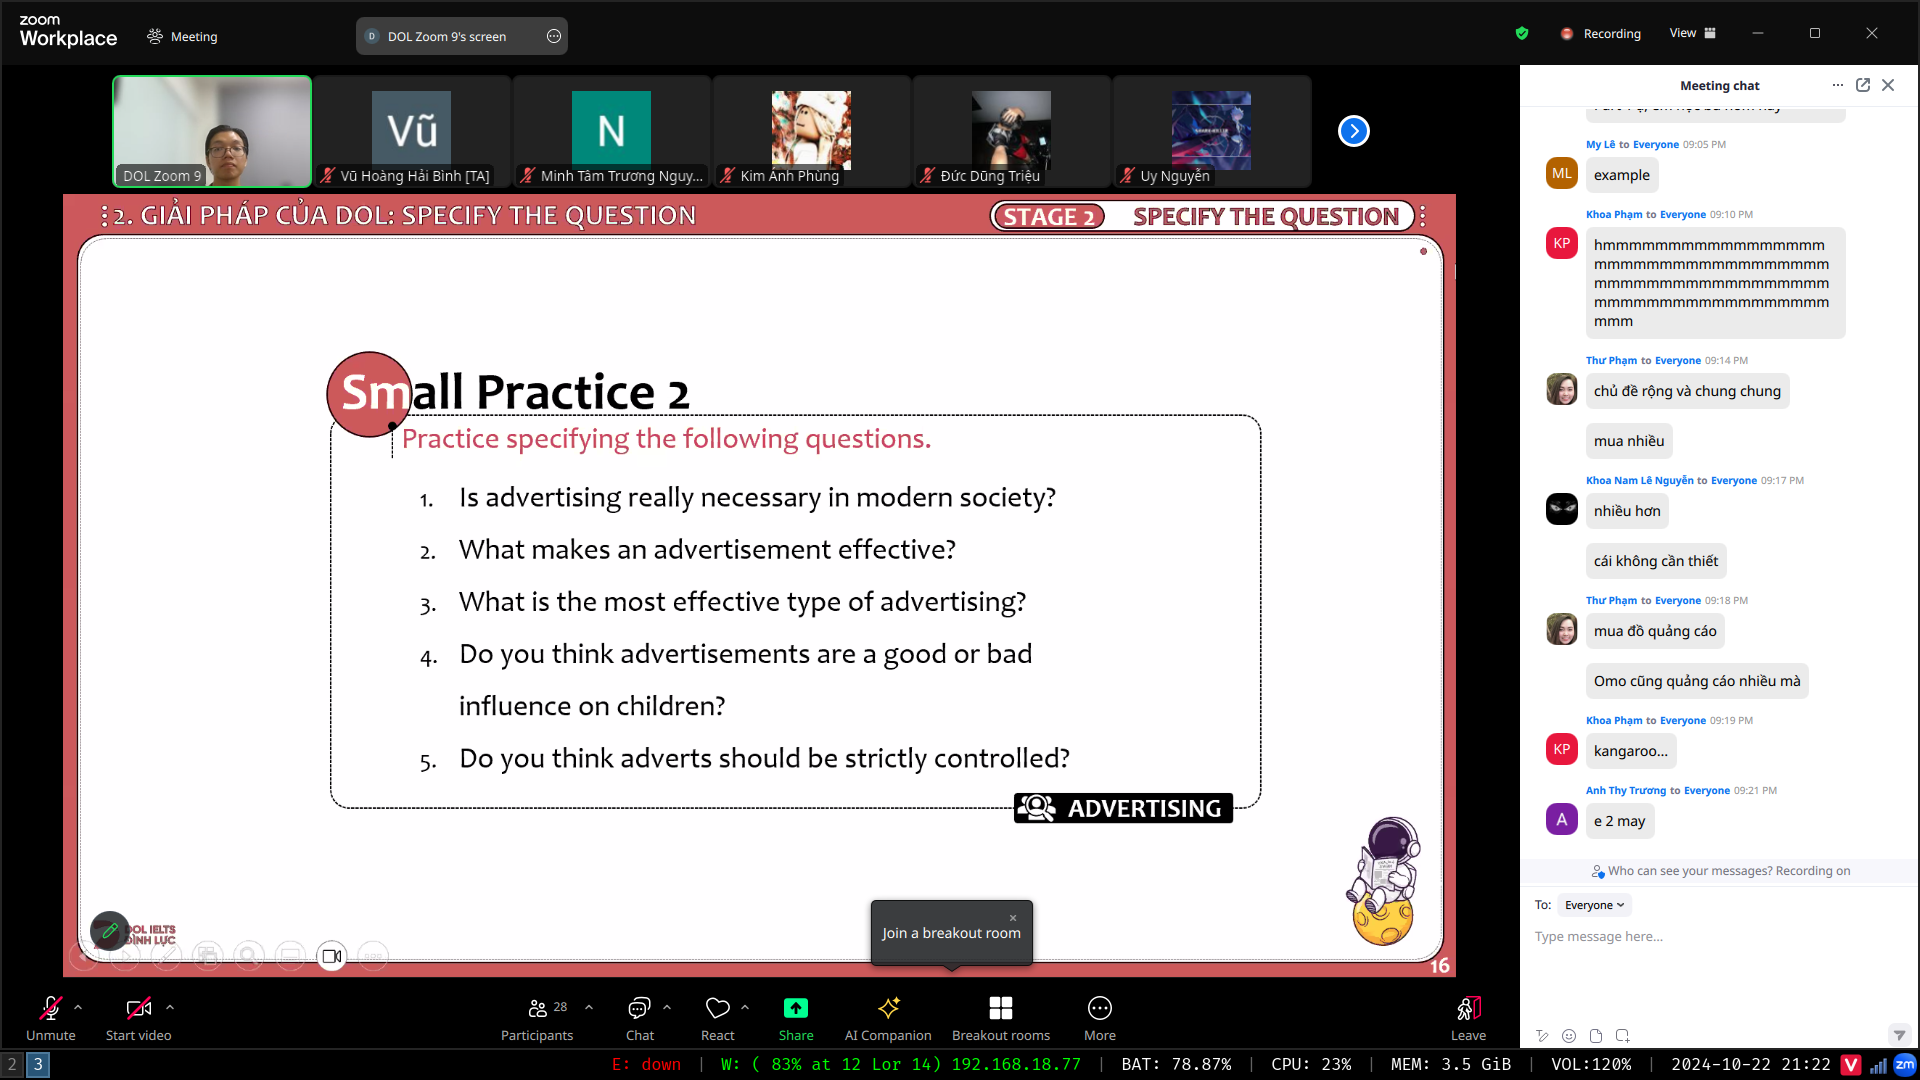 zoom
Workplace
Meeting
D DOL Zoom 9's screen
Recording
View
DOL Zoom 9
Vũ
Vũ Hoàng Hải Bình [TA]
N
Minh Tâm Trương Nguy...
Kim Anh Phùng
Đức Dũng Triệu
Uy Nguyễn
2. GIẢI PHÁP CỦA DOL: SPECIFY THE QUESTION
STAGE 2 SPECIFY THE QUESTION
Small Practice 2
Practice specifying the following questions.
1. Is advertising really necessary in modern society?
2. What makes an advertisement effective?
3. What is the most effective type of advertising?
4. Do you think advertisements are a good or bad
influence on children?
5. Do you think adverts should be strictly controlled?
ADVERTISING
DOL IELTS
ĐÌNH LỰC
16
Join a breakout room
Meeting chat
My Lê to Everyone 09:05 PM
ML
example
Khoa Phạm to Everyone 09:10 PM
KP
hmmmmmmmmmmmmmmmmm
mmmmmmmmmmmmmmmmmm
mmmmmmmmmmmmmmmmmm
mmmmmmmmmmmmmmmmmm
mmm
Thư Phạm to Everyone 09:14 PM
chủ đề rộng và chung chung
mua nhiều
Khoa Nam Lê Nguyễn to Everyone 09:17 PM
nhiều hơn
cái không cần thiết
Thư Phạm to Everyone 09:18 PM
mua đồ quảng cáo
Omo cũng quảng cáo nhiều mà
Khoa Phạm to Everyone 09:19 PM
KP
kangaroo...
Anh Thy Trương to Everyone 09:21 PM
A
e 2 may
Who can see your messages? Recording on
To: Everyone
Type message here...
Unmute
Start video
28
Participants
Chat
React
Share
AI Companion
Breakout rooms
More
Leave
2 3
E: down | W: ( 83% at 12 Lor 14) 192.168.18.77 | BAT: 78.87% | CPU: 23% | MEM: 3.5 GiB | VOL:120% | 2024-10-22 21:22 V zm